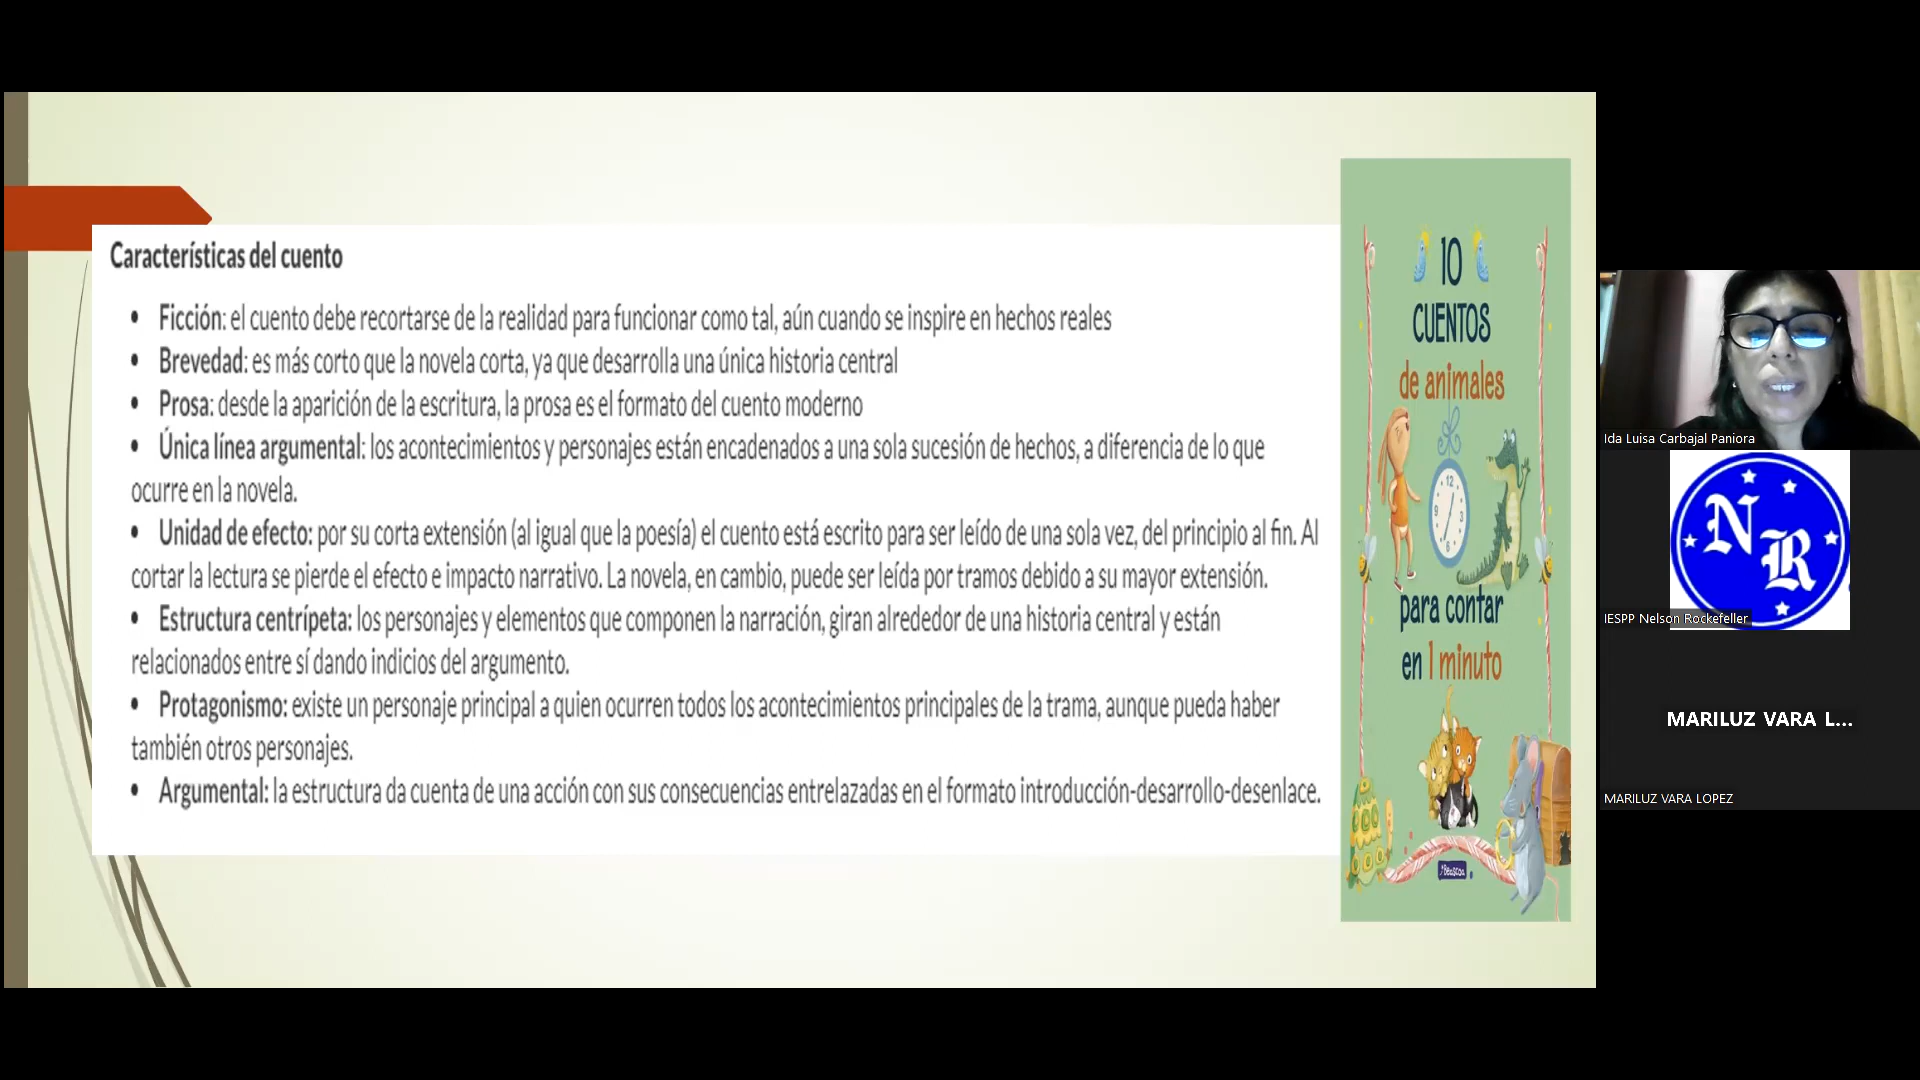 Características del cuento
• Ficción: el cuento debe recortarse de la realidad para funcionar como tal, aún cuando se inspire en hechos reales
• Brevedad: es más corto que la novela corta, ya que desarrolla una única historia central
• Prosa: desde la aparición de la escritura, la prosa es el formato del cuento moderno
• Única línea argumental: los acontecimientos y personajes están encadenados a una sola sucesión de hechos, a diferencia de lo que
ocurre en la novela.
• Unidad de efecto: por su corta extensión (al igual que la poesía) el cuento está escrito para ser leído de una sola vez, del principio al fin. Al
cortar la lectura se pierde el efecto e impacto narrativo. La novela, en cambio, puede ser leída por tramos debido a su mayor extensión.
• Estructura centrípeta: los personajes y elementos que componen la narración, giran alrededor de una historia central y están
relacionados entre sí dando indicios del argumento.
• Protagonismo: existe un personaje principal a quien ocurren todos los acontecimientos principales de la trama, aunque pueda haber
también otros personajes.
• Argumental: la estructura da cuenta de una acción con sus consecuencias entrelazadas en el formato introducción-desarrollo-desenlace.
10
CUENTOS
de animales
12
9 3
6
para contar
en 1 minuto
Beascoa
Ida Luisa Carbajal Paniora
NR
IESPP Nelson Rockefeller
MARILUZ VARA L...
MARILUZ VARA LOPEZ